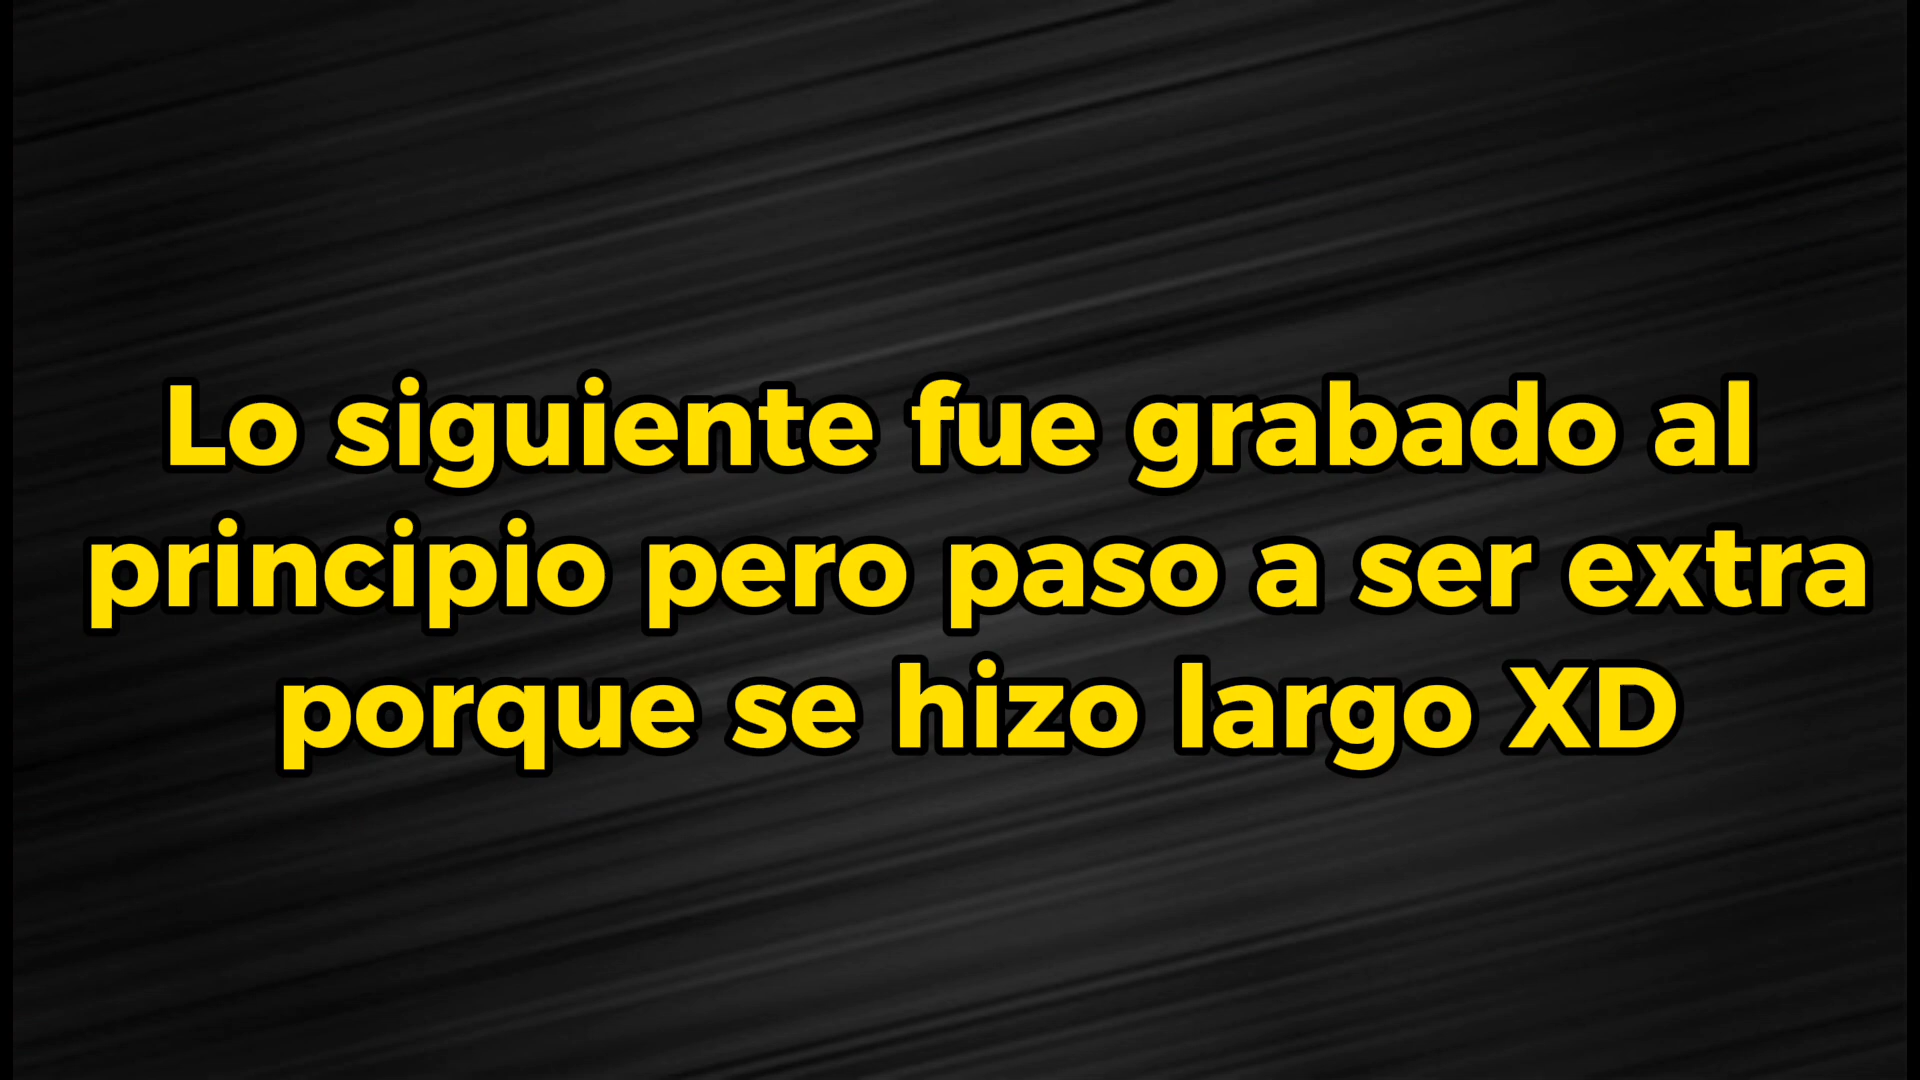 Lo siguiente fue grabado al
principio pero paso a ser extra
porque se hizo largo XD